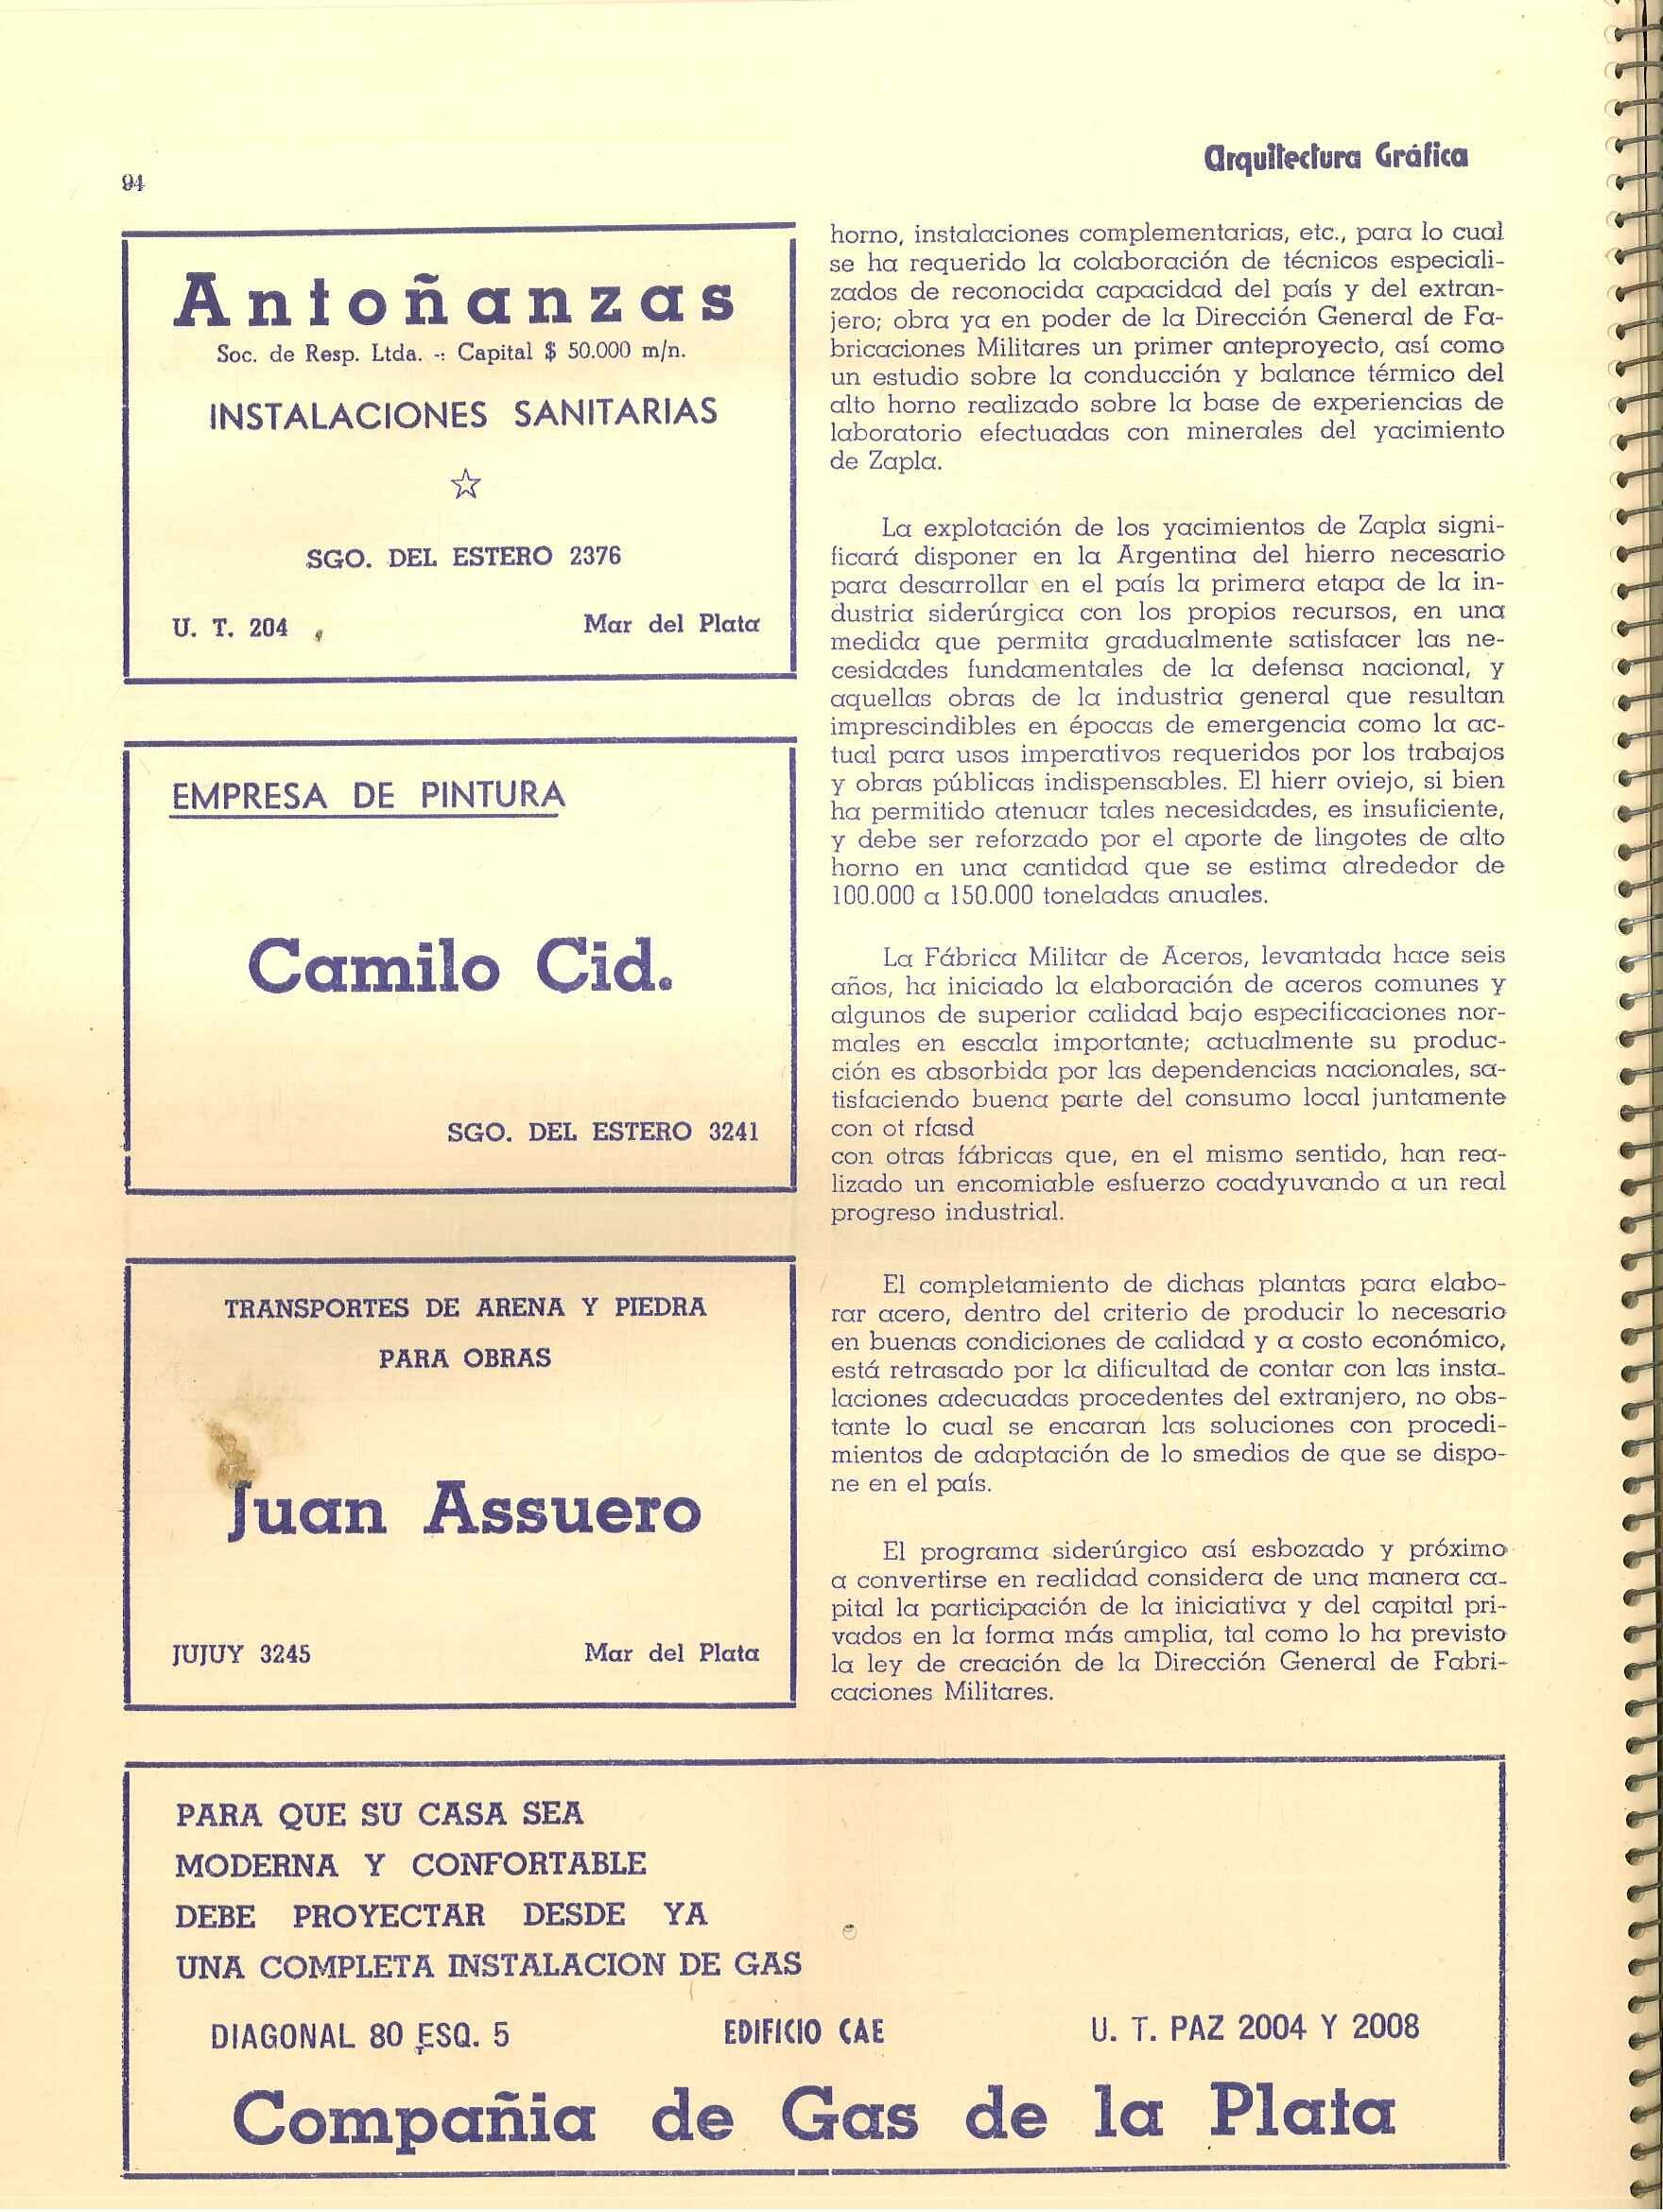 94
Arquitectura Gráfica
Antoñanzas
Soc. de Resp. Ltda. -: Capital $ 50.000 m/n.
INSTALACIONES SANITARIAS
SGO. DEL ESTERO 2376
U. T. 204 Mar del Plata
EMPRESA DE PINTURA
Camilo Cid.
SGO. DEL ESTERO 3241
TRANSPORTES DE ARENA Y PIEDRA
PARA OBRAS
Juan Assuero
JUJUY 3245 Mar del Plata
horno, instalaciones complementarias, etc., para lo cual
se ha requerido la colaboración de técnicos especiali-
zados de reconocida capacidad del país y del extran-
jero; obra ya en poder de la Dirección General de Fa-
bricaciones Militares un primer anteproyecto, así como
un estudio sobre la conducción y balance térmico del
alto horno realizado sobre la base de experiencias de
laboratorio efectuadas con minerales del yacimiento
de Zapla.
La explotación de los yacimientos de Zapla signi-
ficará disponer en la Argentina del hierro necesario
para desarrollar en el país la primera etapa de la in-
dustria siderúrgica con los propios recursos, en una
medida que permita gradualmente satisfacer las ne-
cesidades fundamentales de la defensa nacional, y
aquellas obras de la industria general que resultan
imprescindibles en épocas de emergencia como la ac-
tual para usos imperativos requeridos por los trabajos
y obras públicas indispensables. El hierr oviejo, si bien
ha permitido atenuar tales necesidades, es insuficiente,
y debe ser reforzado por el aporte de lingotes de alto
horno en una cantidad que se estima alrededor de
100.000 a 150.000 toneladas anuales.
La Fábrica Militar de Aceros, levantada hace seis
años, ha iniciado la elaboración de aceros comunes y
algunos de superior calidad bajo especificaciones nor-
males en escala importante; actualmente su produc-
ción es absorbida por las dependencias nacionales, sa-
tisfaciendo buena parte del consumo local juntamente
con ot rfasd
con otras fábricas que, en el mismo sentido, han rea-
lizado un encomiable esfuerzo coadyuvando a un real
progreso industrial.
El completamiento de dichas plantas para elabo-
rar acero, dentro del criterio de producir lo necesario
en buenas condiciones de calidad y a costo económico,
está retrasado por la dificultad de contar con las insta-
laciones adecuadas procedentes del extranjero, no obs-
tante lo cual se encaran las soluciones con procedi-
mientos de adaptación de lo smedios de que se dispo-
ne en el país.
El programa siderúrgico así esbozado y próximo
a convertirse en realidad considera de una manera ca-
pital la participación de la iniciativa y del capital pri-
vados en la forma más amplia, tal como lo ha previsto
la ley de creación de la Dirección General de Fabri-
caciones Militares.
PARA QUE SU CASA SEA
MODERNA Y CONFORTABLE
DEBE PROYECTAR DESDE YA
UNA COMPLETA INSTALACION DE GAS
DIAGONAL 80 ESQ. 5 EDIFICIO CAE U. T. PAZ 2004 Y 2008
Compañia de Gas de la Plata